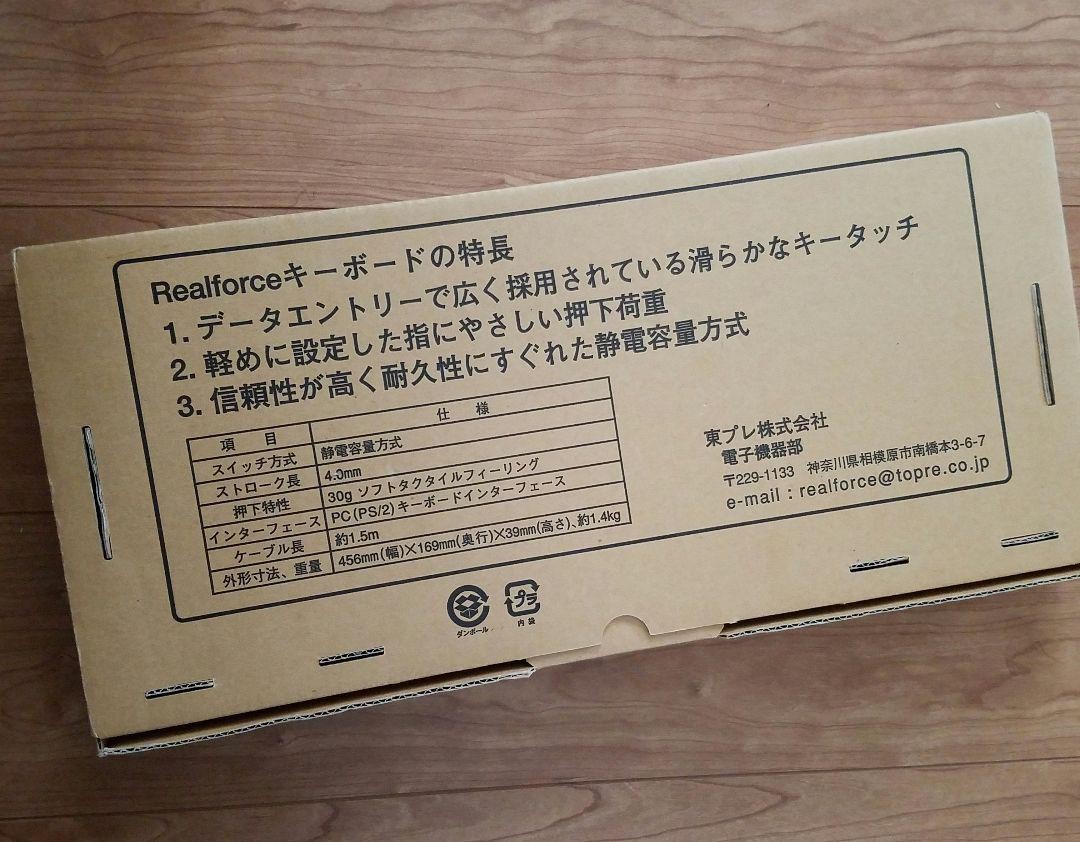 Realforceキーボードの特長
1. データエントリーで広く採用されている滑らかなキータッチ
2. 軽めに設定した指にやさしい押下荷重
3. 信頼性が高く耐久性にすぐれた静電容量方式
項 目 仕 様
スイッチ方式 静電容量方式
ストローク長 4.0mm
押下特性 30g ソフトタクタイルフィーリング
インターフェース PC(PS/2)キーボードインターフェース
ケーブル長 約1.5m
外形寸法、重量 456mm(幅)×169mm(奥行)×39mm(高さ)、約1.4kg
東プレ株式会社
電子機器部
〒229-1133 神奈川県相模原市南橋本3-6-7
e-mail : realforce@topre.co.jp
ダンボール
プラ
内袋